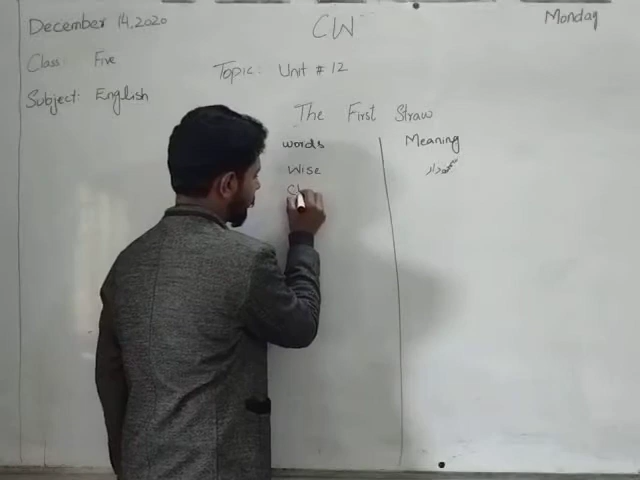 December 14, 2020 CW Monday
Class: Five
Topic: Unit # 12
Subject: English
The First Straw
words Meaning
Wise سمجھدار